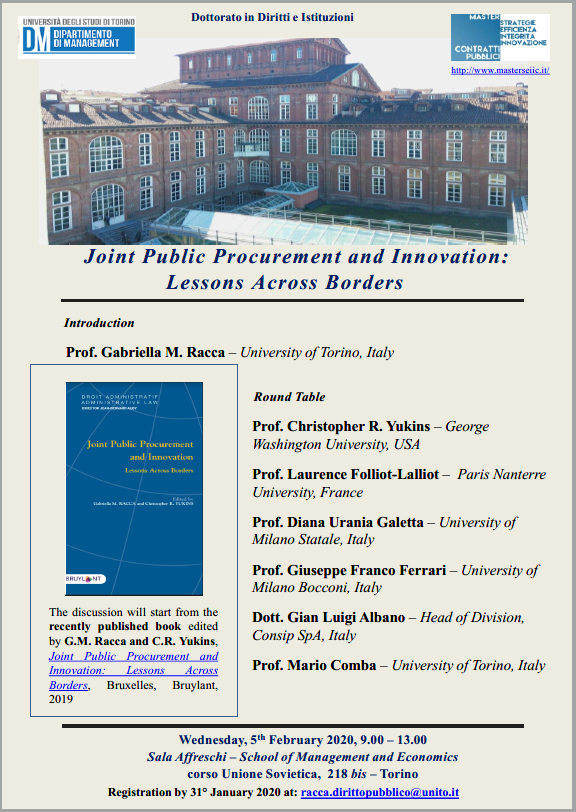 UNIVERSITÀ DEGLI STUDI DI TORINO
DM DIPARTIMENTO
DI MANAGEMENT
Dottorato in Diritti e Istituzioni
MASTER
STRATEGIE
EFFICIENZA
INTEGRITÀ
INNOVAZIONE
CONTRATTI
PUBBLICI
http://www.masterseiic.it/
Joint Public Procurement and Innovation:
Lessons Across Borders
Introduction
Prof. Gabriella M. Racca – University of Torino, Italy
DROIT ADMINISTRATIF
ADMINISTRATIVE LAW
DIRECTOR JEAN-BERNARD AUBY
Joint Public Procurement
and Innovation
Lessons Across Borders
Edited by
Gabriella M. RACCA and Christopher R. YUKINS
BRUYLANT
The discussion will start from the
recently published book edited
by G.M. Racca and C.R. Yukins,
Joint Public Procurement and
Innovation: Lessons Across
Borders, Bruxelles, Bruylant,
2019
Round Table
Prof. Christopher R. Yukins – George
Washington University, USA
Prof. Laurence Folliot-Lalliot – Paris Nanterre
University, France
Prof. Diana Urania Galetta – University of
Milano Statale, Italy
Prof. Giuseppe Franco Ferrari – University of
Milano Bocconi, Italy
Dott. Gian Luigi Albano – Head of Division,
Consip SpA, Italy
Prof. Mario Comba – University of Torino, Italy
Wednesday, 5th February 2020, 9.00 – 13.00
Sala Affreschi – School of Management and Economics
corso Unione Sovietica, 218 bis – Torino
Registration by 31° January 2020 at: racca.dirittopubblico@unito.it